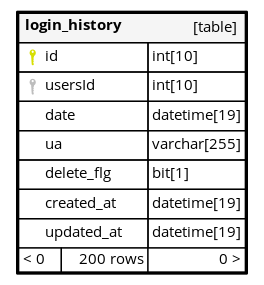 login_history [table]
id int[10]
usersId int[10]
date datetime[19]
ua varchar[255]
delete_flg bit[1]
created_at datetime[19]
updated_at datetime[19]
< 0 200 rows 0 >